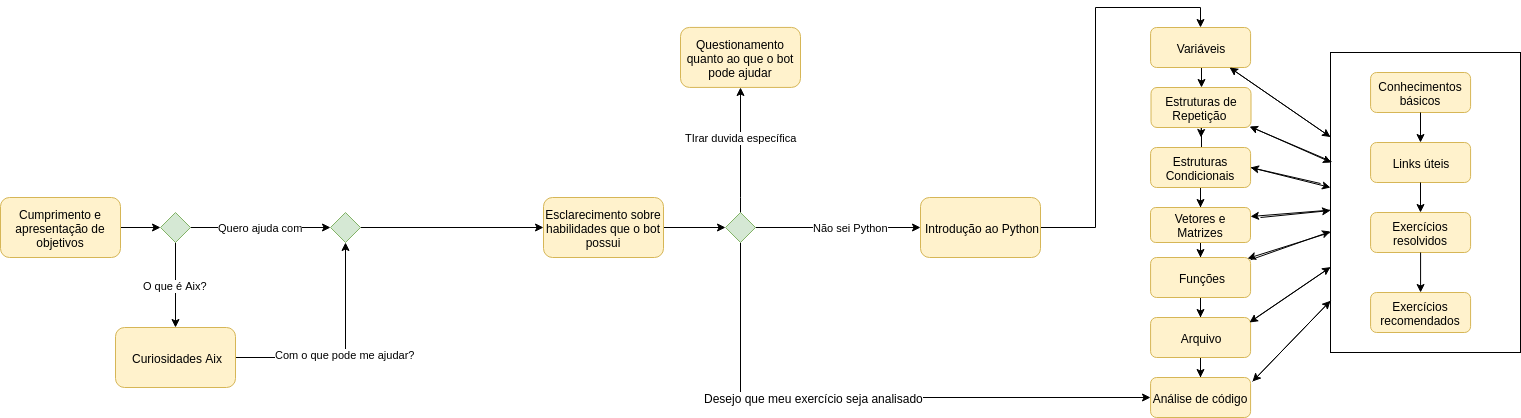 Cumprimento e
apresentação de
objetivos
Quero ajuda com
O que é Aix?
Curiosidades Aix
Com o que pode me ajudar?
Esclarecimento sobre
habilidades que o bot
possui
Questionamento
quanto ao que o bot
pode ajudar
TIrar duvida específica
Não sei Python
Desejo que meu exercício seja analisado
Introdução ao Python
Variáveis
Estruturas de
Repetição
Estruturas
Condicionais
Vetores e
Matrizes
Funções
Arquivo
Análise de código
Conhecimentos
básicos
Links úteis
Exercícios
resolvidos
Exercícios
recomendados